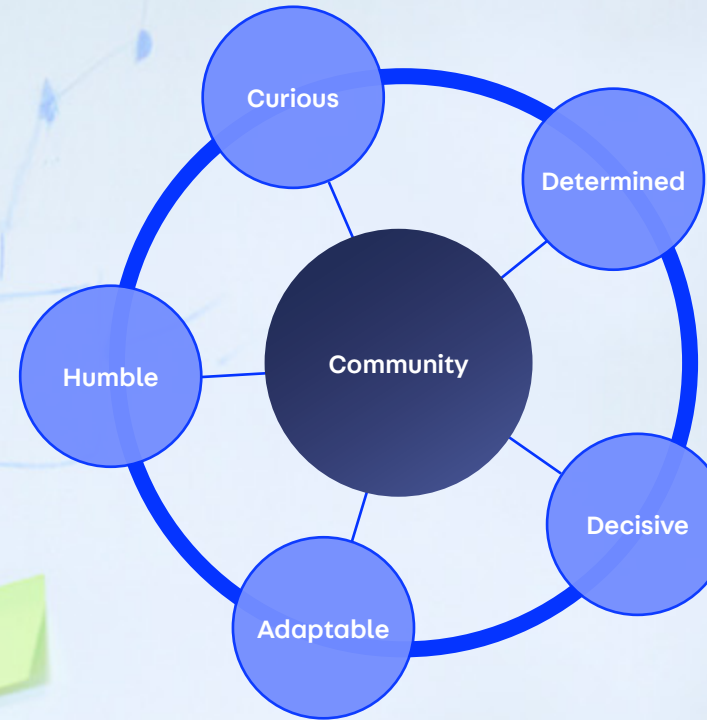 Curious
Determined
Community
Humble
Decisive
Adaptable